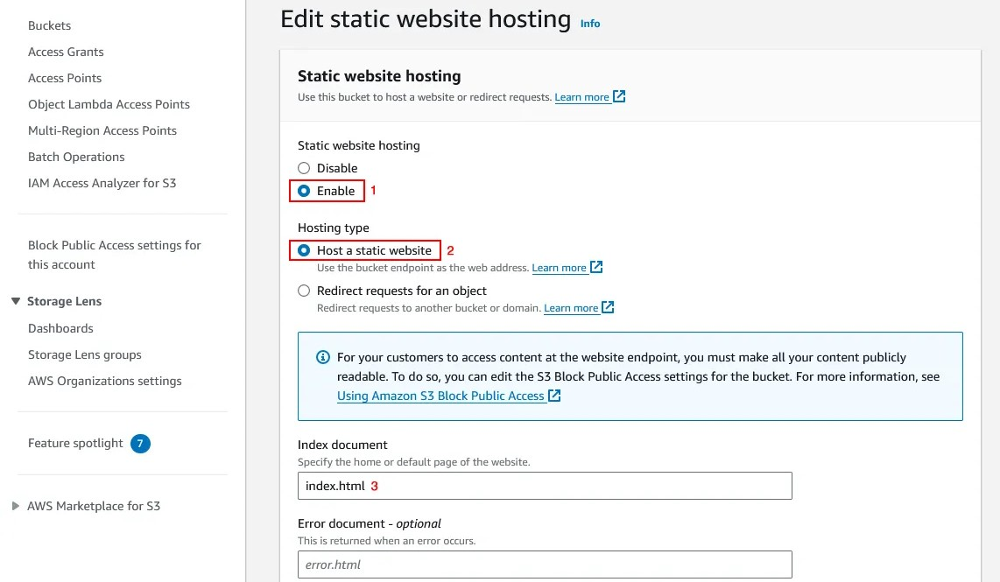 Buckets
Access Grants
Access Points
Object Lambda Access Points
Multi-Region Access Points
Batch Operations
IAM Access Analyzer for S3
Block Public Access settings for
this account
Storage Lens
Dashboards
Storage Lens groups
AWS Organizations settings
Feature spotlight 7
AWS Marketplace for S3
Edit static website hosting Info
Static website hosting
Use this bucket to host a website or redirect requests. Learn more
Static website hosting
Disable
Enable 1
Hosting type
Host a static website 2
Use the bucket endpoint as the web address. Learn more
Redirect requests for an object
Redirect requests to another bucket or domain. Learn more
For your customers to access content at the website endpoint, you must make all your content publicly
readable. To do so, you can edit the S3 Block Public Access settings for the bucket. For more information, see
Using Amazon S3 Block Public Access
Index document
Specify the home or default page of the website.
index.html 3
Error document - optional
This is returned when an error occurs.
error.html